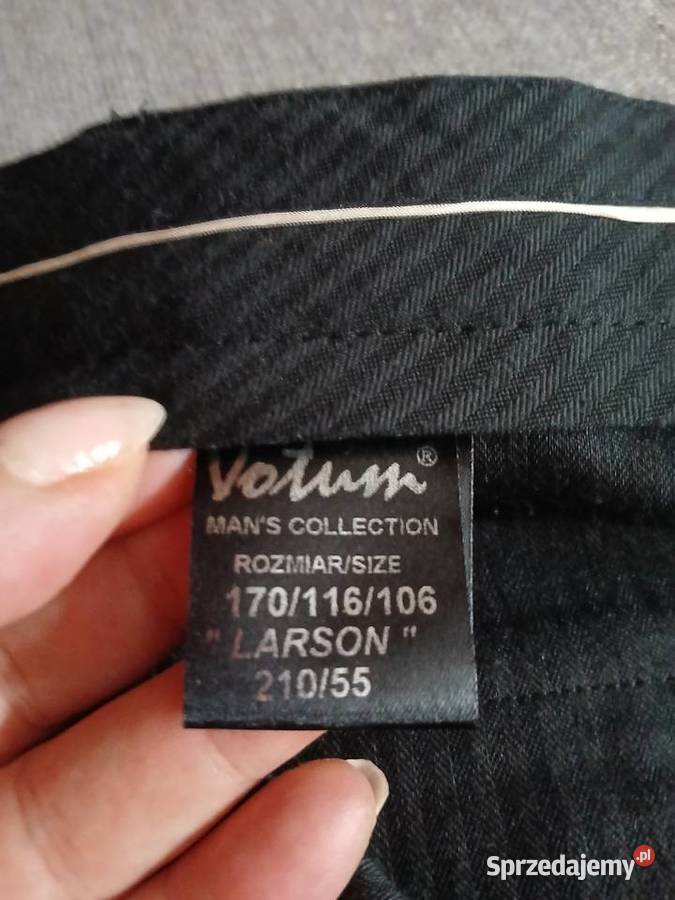 Votum®
MAN'S COLLECTION
ROZMIAR/SIZE
170/116/106
" LARSON "
210/55
Sprzedajemy.pl